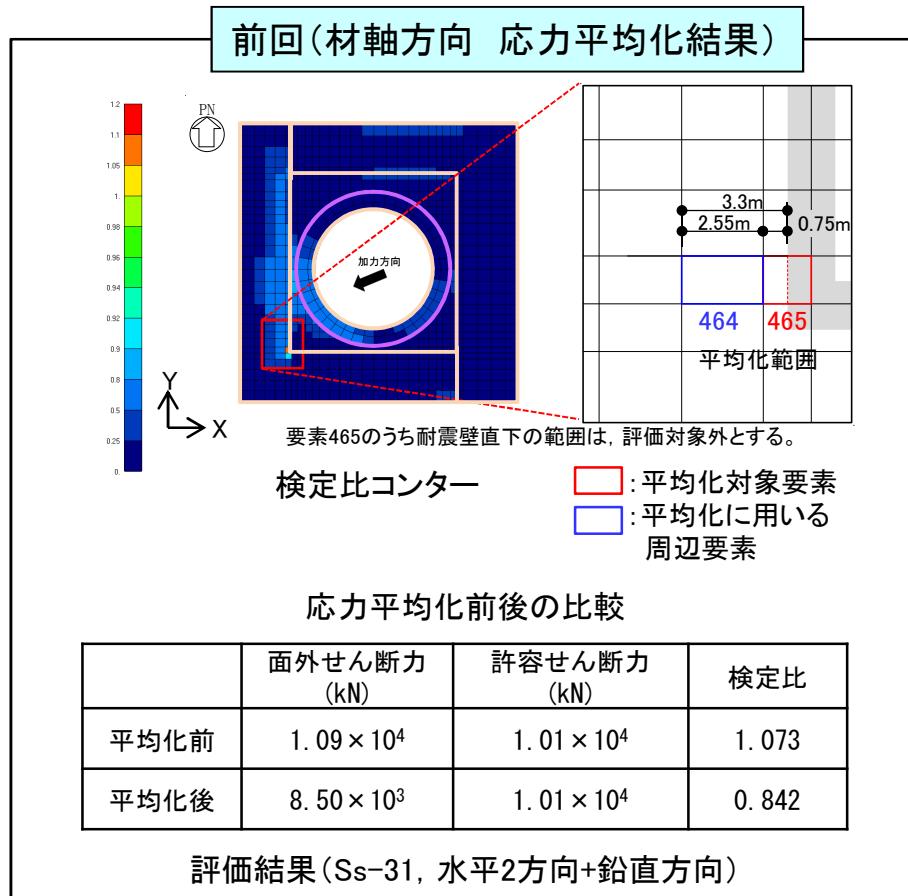 前回(材軸方向 応力平均化結果)
1.2
1.1
1.05
1.
0.98
0.94
0.92
0.9
0.8
0.5
0.25
0.
PN
加力方向
Y
X
3.3m
2.55m
0.75m
464
465
平均化範囲
要素465のうち耐震壁直下の範囲は,評価対象外とする。
検定比コンター
:平均化対象要素
:平均化に用いる
周辺要素
応力平均化前後の比較
面外せん断力
(kN)
許容せん断力
(kN)
検定比
平均化前 1.09×10⁴ 1.01×10⁴ 1.073
平均化後 8.50×10³ 1.01×10⁴ 0.842
評価結果(Ss-31, 水平2方向+鉛直方向)